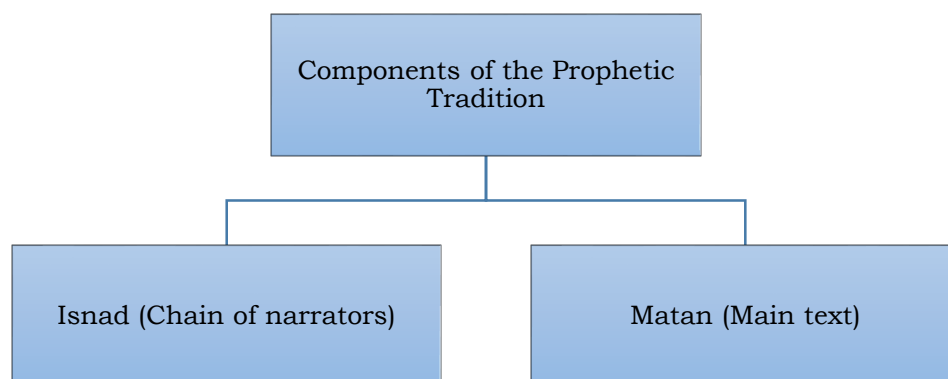 Components of the Prophetic
Tradition
Isnad (Chain of narrators)
Matan (Main text)